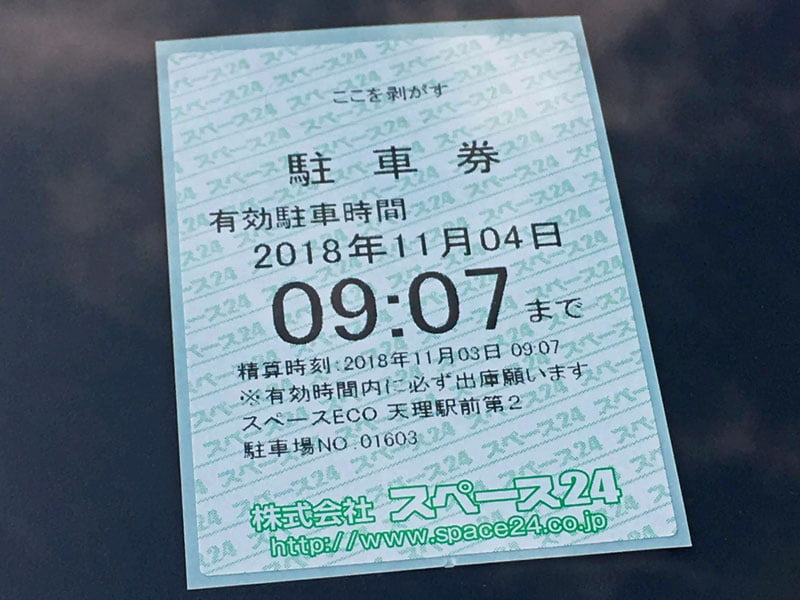 ここを剥がす
駐車券
有効駐車時間
2018年11月04日
09:07まで
精算時刻:2018年11月03日 09:07
※有効時間内に必ず出庫願います
スペースECO 天理駅前第2
駐車場NO.01603
株式会社 スペース24
http://www.space24.co.jp